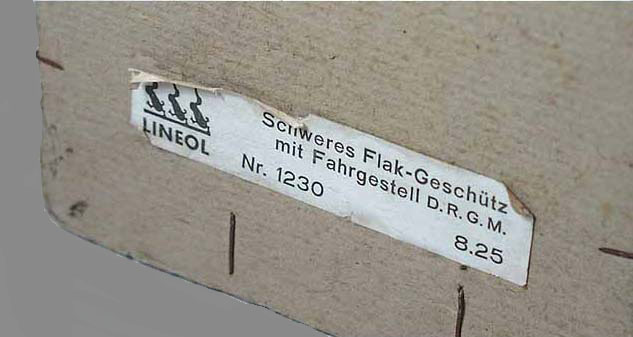 LINEOL
Schweres Flak-Geschütz
mit Fahrgestell D.R.G.M.
Nr. 1230
8.25